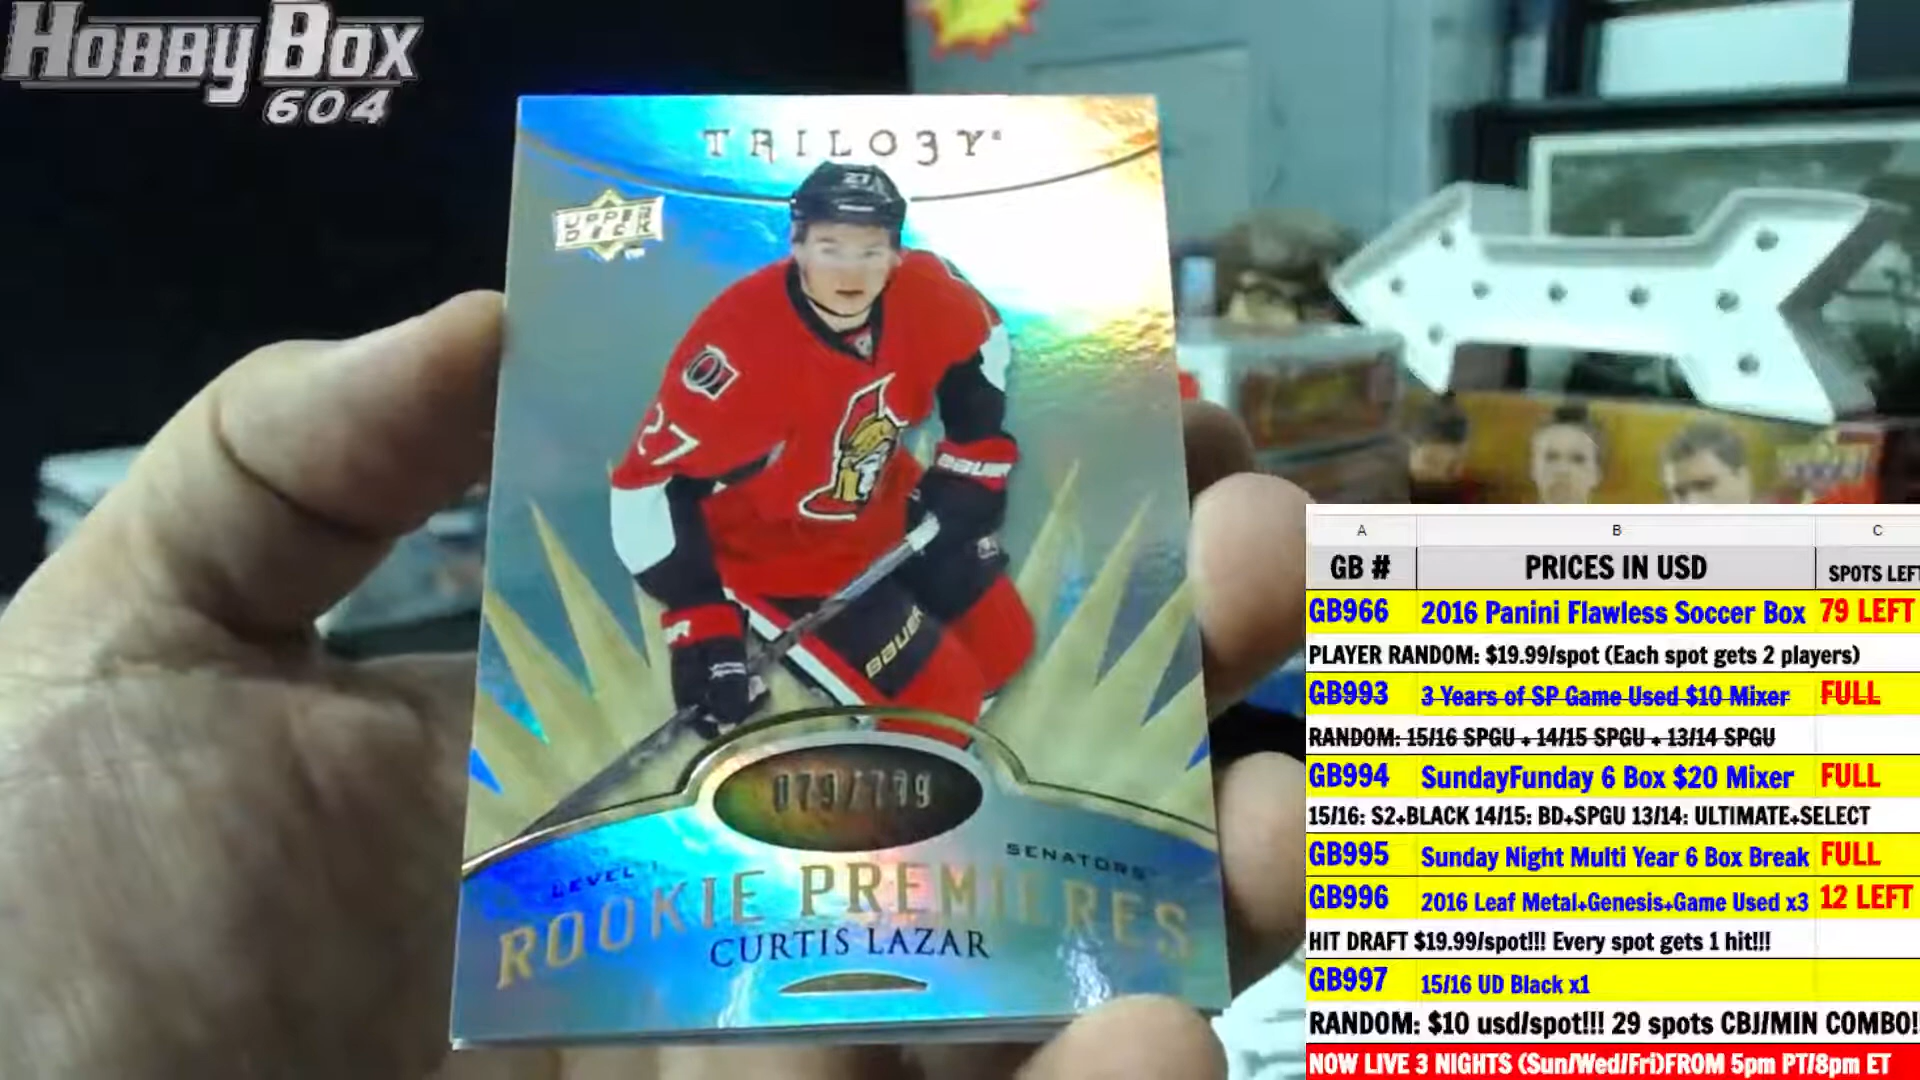 HOBBY BOX
604
TRILO3Y
UPPER
DECK
27
27
BAUER
BAUER
079/799
LEVEL 1
SENATORS
ROOKIE PREMIERES
CURTIS LAZAR
A B C
GB # PRICES IN USD SPOTS LEFT
GB966 2016 Panini Flawless Soccer Box 79 LEFT
PLAYER RANDOM: $19.99/spot (Each spot gets 2 players)
GB993 3 Years of SP Game Used $10 Mixer FULL
RANDOM: 15/16 SPGU + 14/15 SPGU + 13/14 SPGU
GB994 SundayFunday 6 Box $20 Mixer FULL
15/16: S2+BLACK 14/15: BD+SPGU 13/14: ULTIMATE+SELECT
GB995 Sunday Night Multi Year 6 Box Break FULL
GB996 2016 Leaf Metal+Genesis+Game Used x3 12 LEFT
HIT DRAFT $19.99/spot!!! Every spot gets 1 hit!!!
GB997 15/16 UD Black x1
RANDOM: $10 usd/spot!!! 29 spots CBJ/MIN COMBO!!
NOW LIVE 3 NIGHTS (Sun/Wed/Fri)FROM 5pm PT/8pm ET